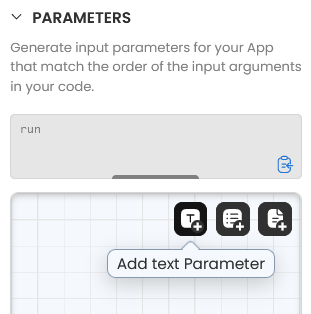 PARAMETERS
Generate input parameters for your App
that match the order of the input arguments
in your code.
run
T
Add text Parameter